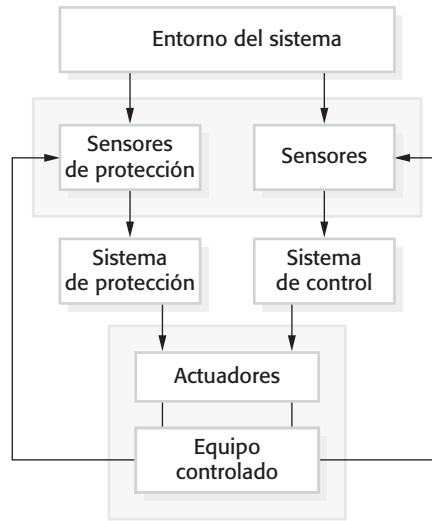 Entorno del sistema
Sensores
de protección
Sensores
Sistema
de protección
Sistema
de control
Actuadores
Equipo
controlado